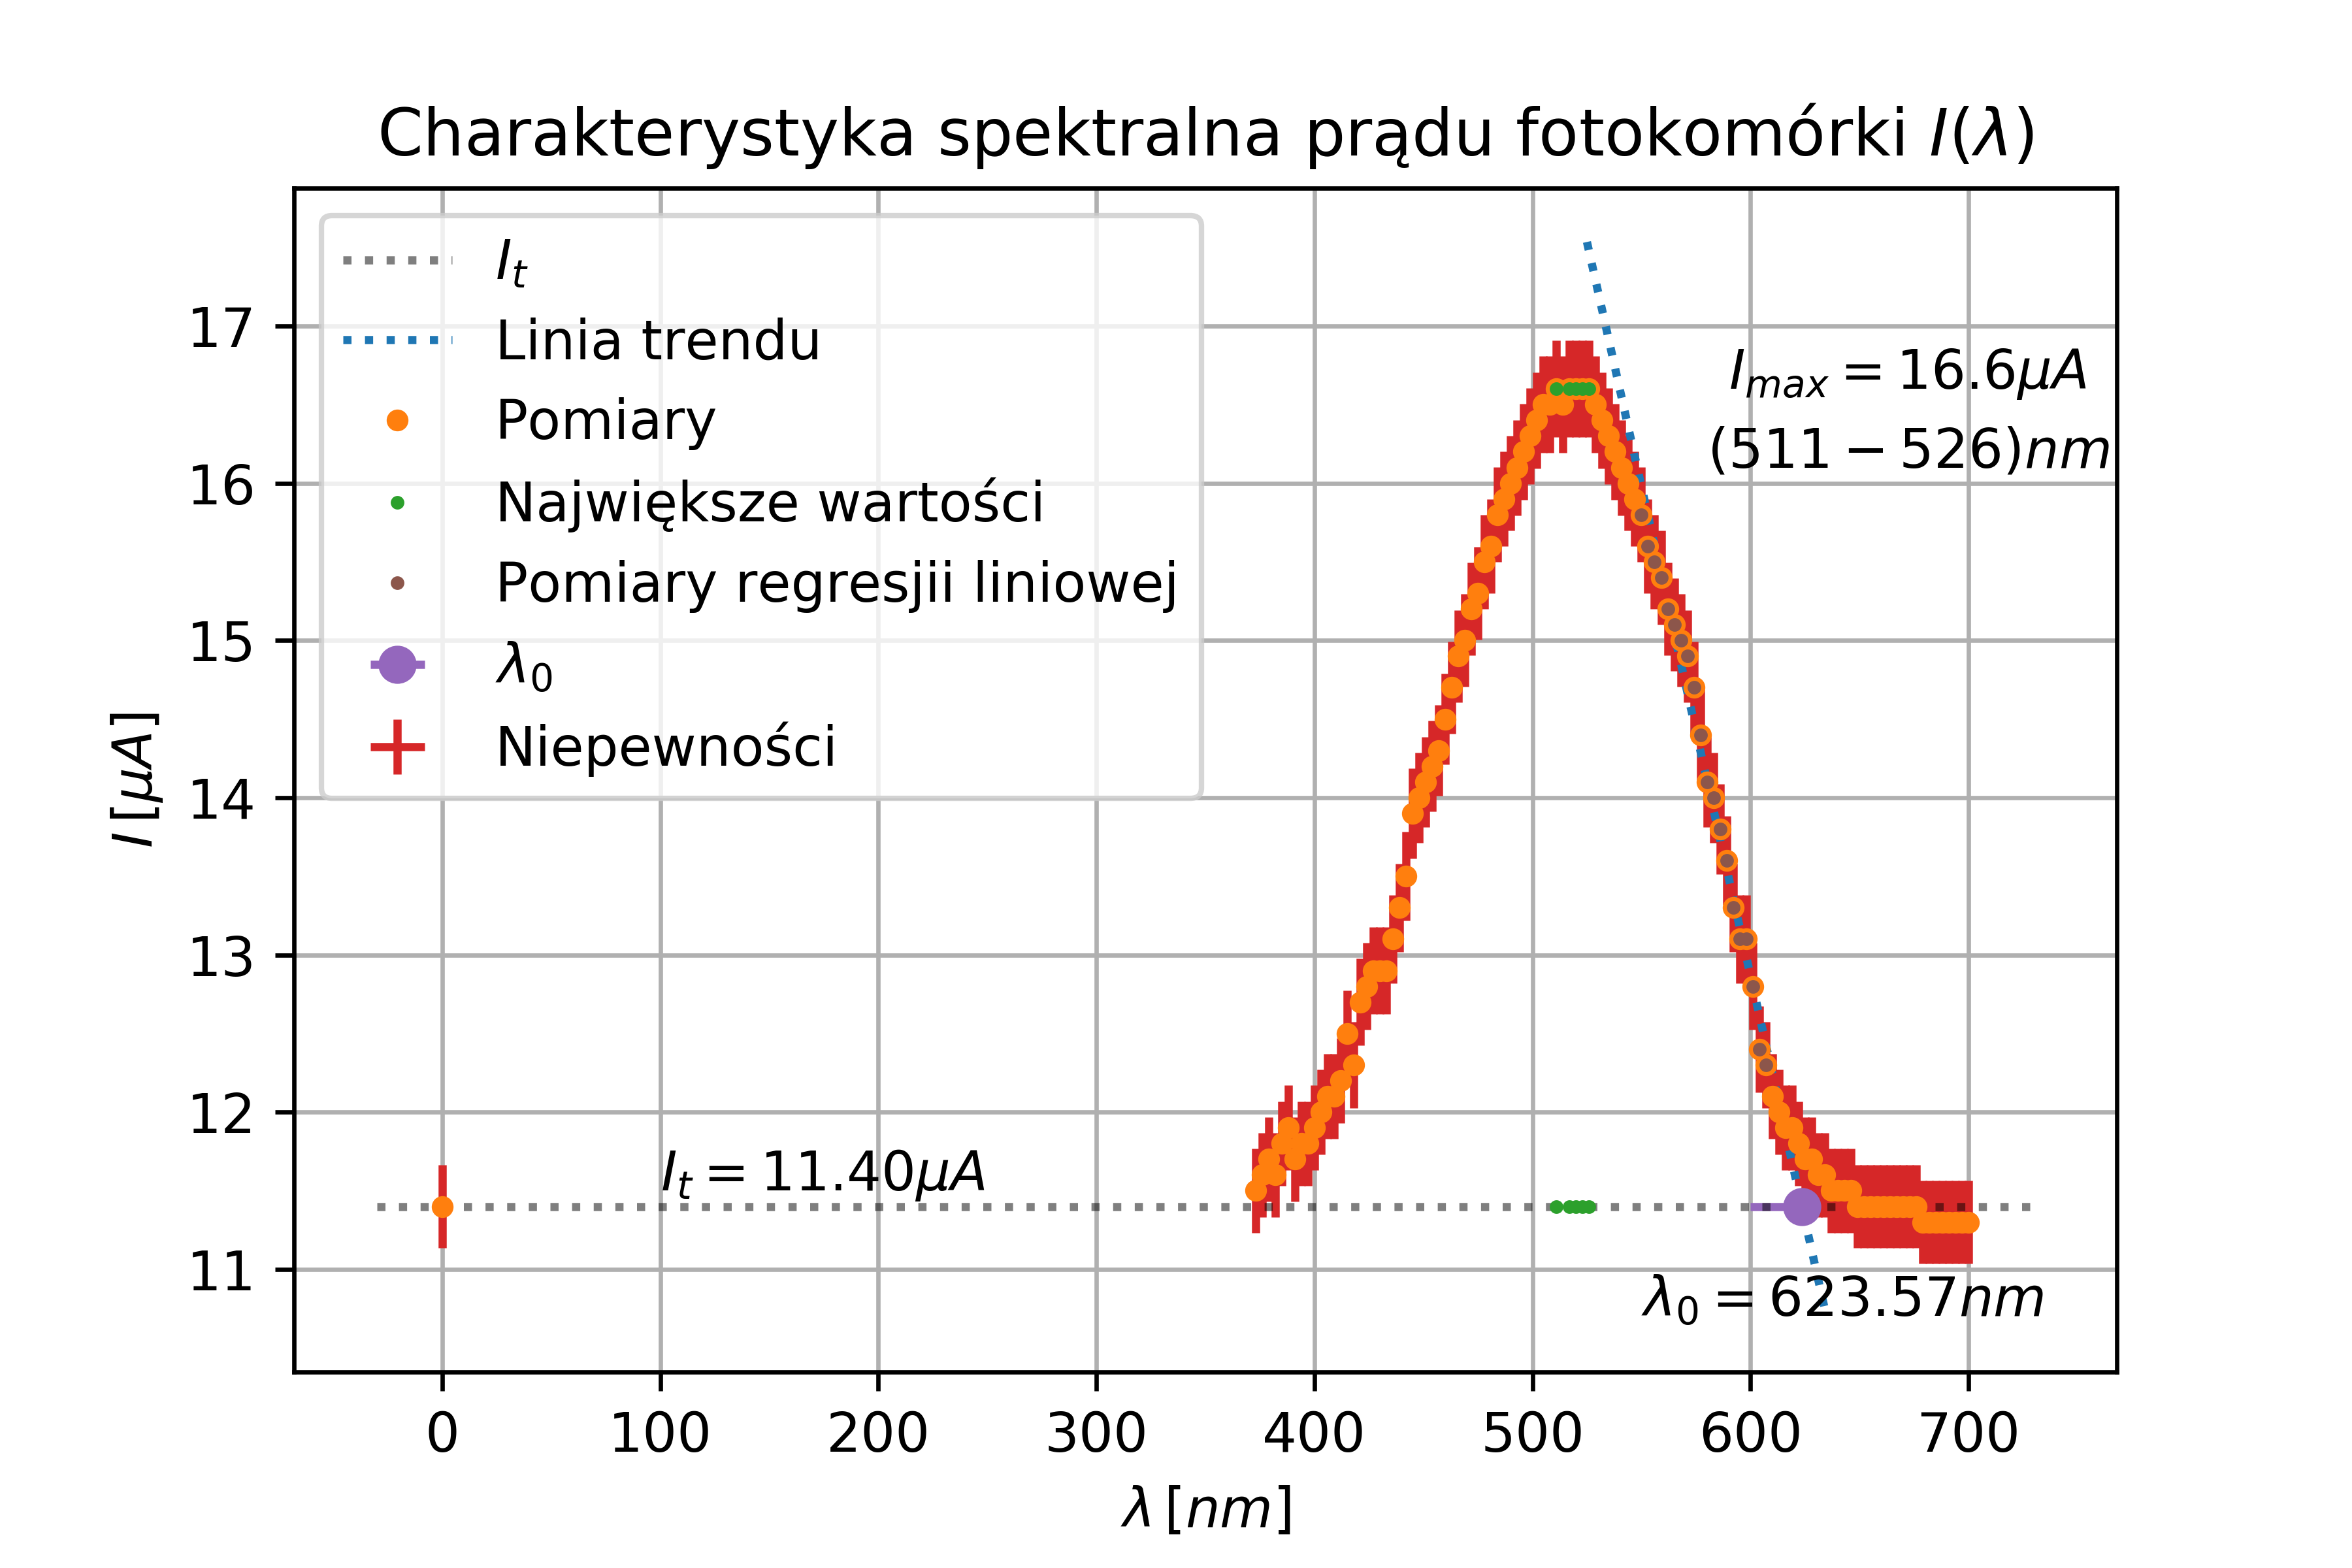 Charakterystyka spektralna prądu fotokomórki I(λ)
I_t
Linia trendu
Pomiary
Największe wartości
Pomiary regresjii liniowej
λ_0
Niepewności
I_max = 16.6μA
(511 − 526)nm
I_t = 11.40μA
λ_0 = 623.57nm
I [μA]
17
16
15
14
13
12
11
0 100 200 300 400 500 600 700
λ [nm]